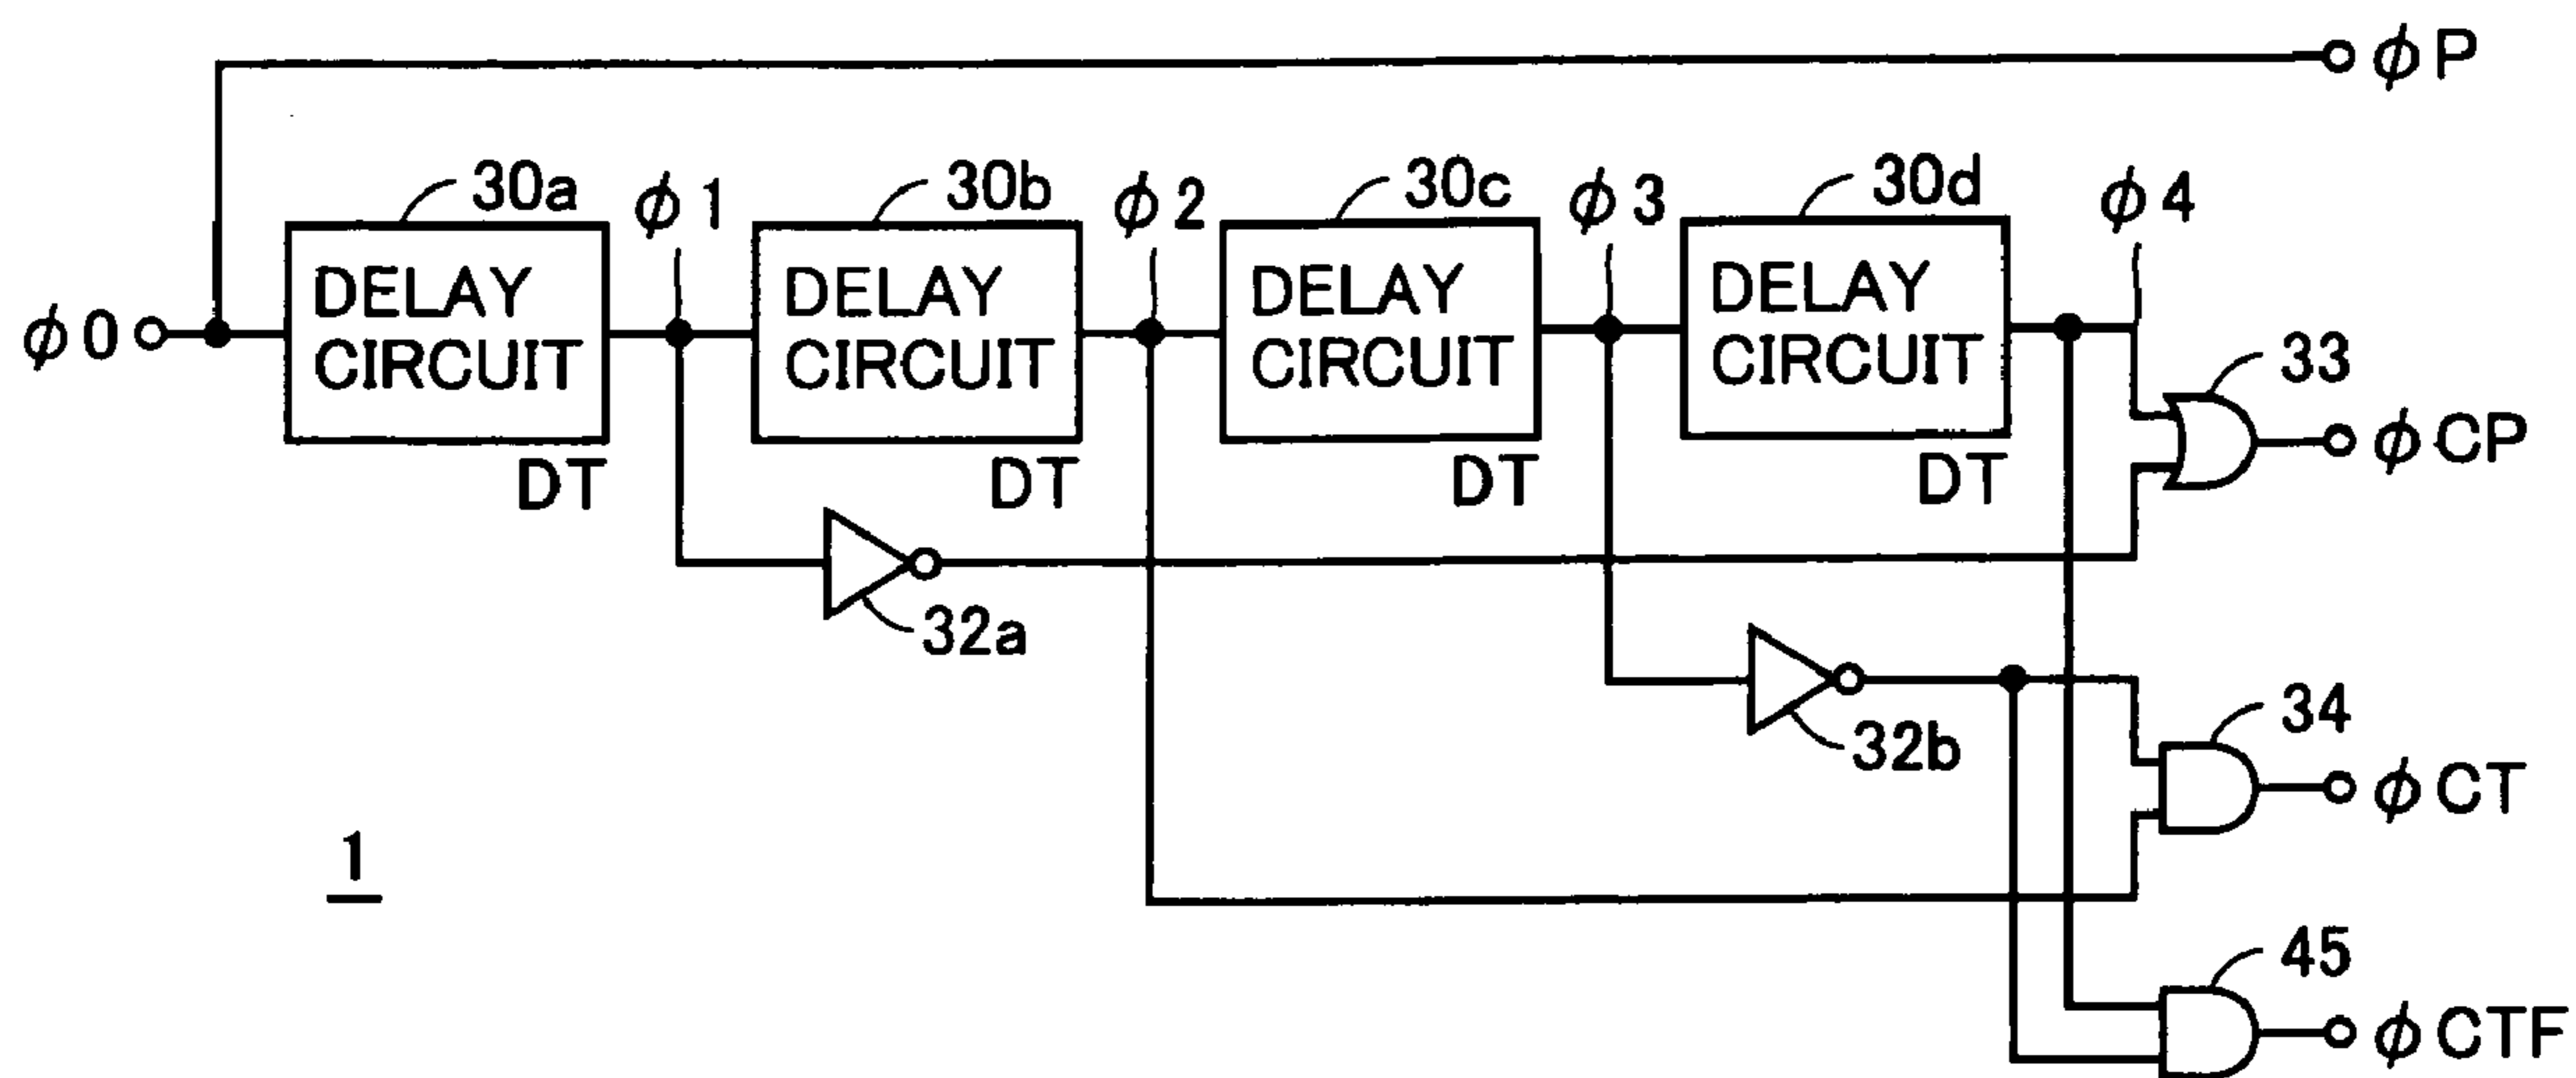 ϕP
30a
ϕ1
30b
ϕ2
30c
ϕ3
30d
ϕ4
ϕ0
DELAY
CIRCUIT
DELAY
CIRCUIT
DELAY
CIRCUIT
DELAY
CIRCUIT
DT
DT
DT
DT
33
ϕCP
32a
32b
34
ϕCT
1
45
ϕCTF